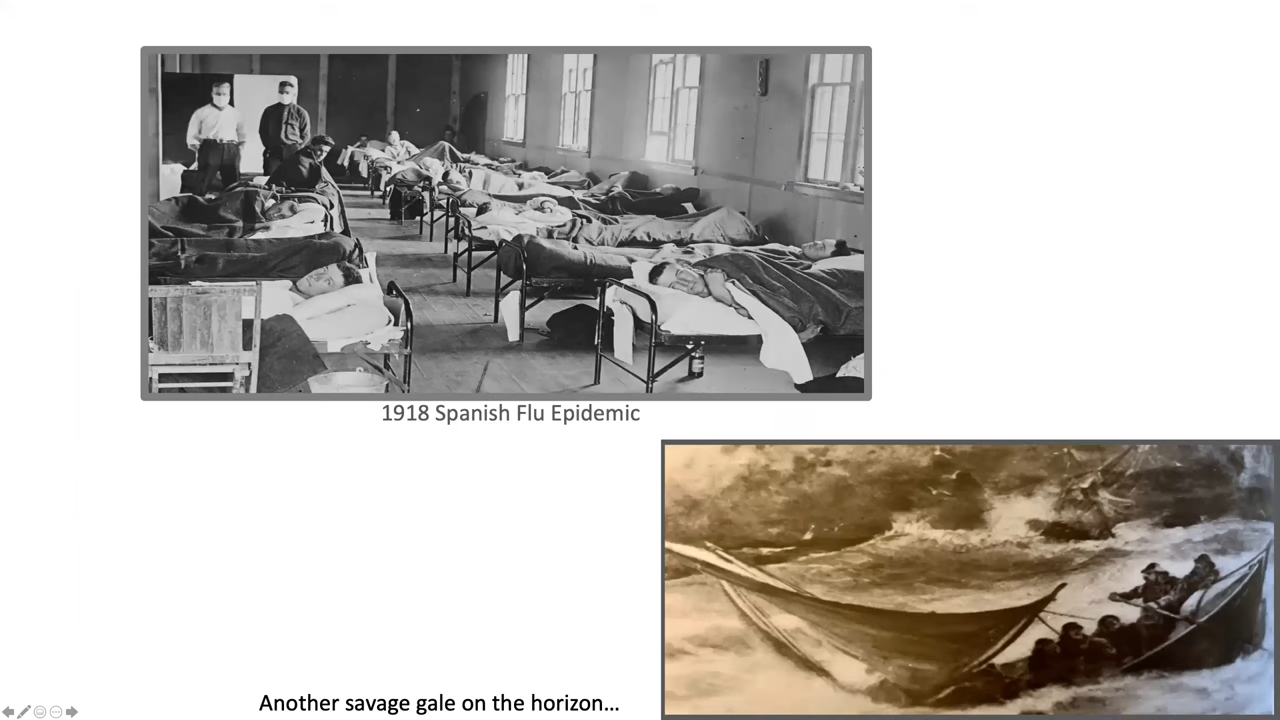 1918 Spanish Flu Epidemic
Another savage gale on the horizon…